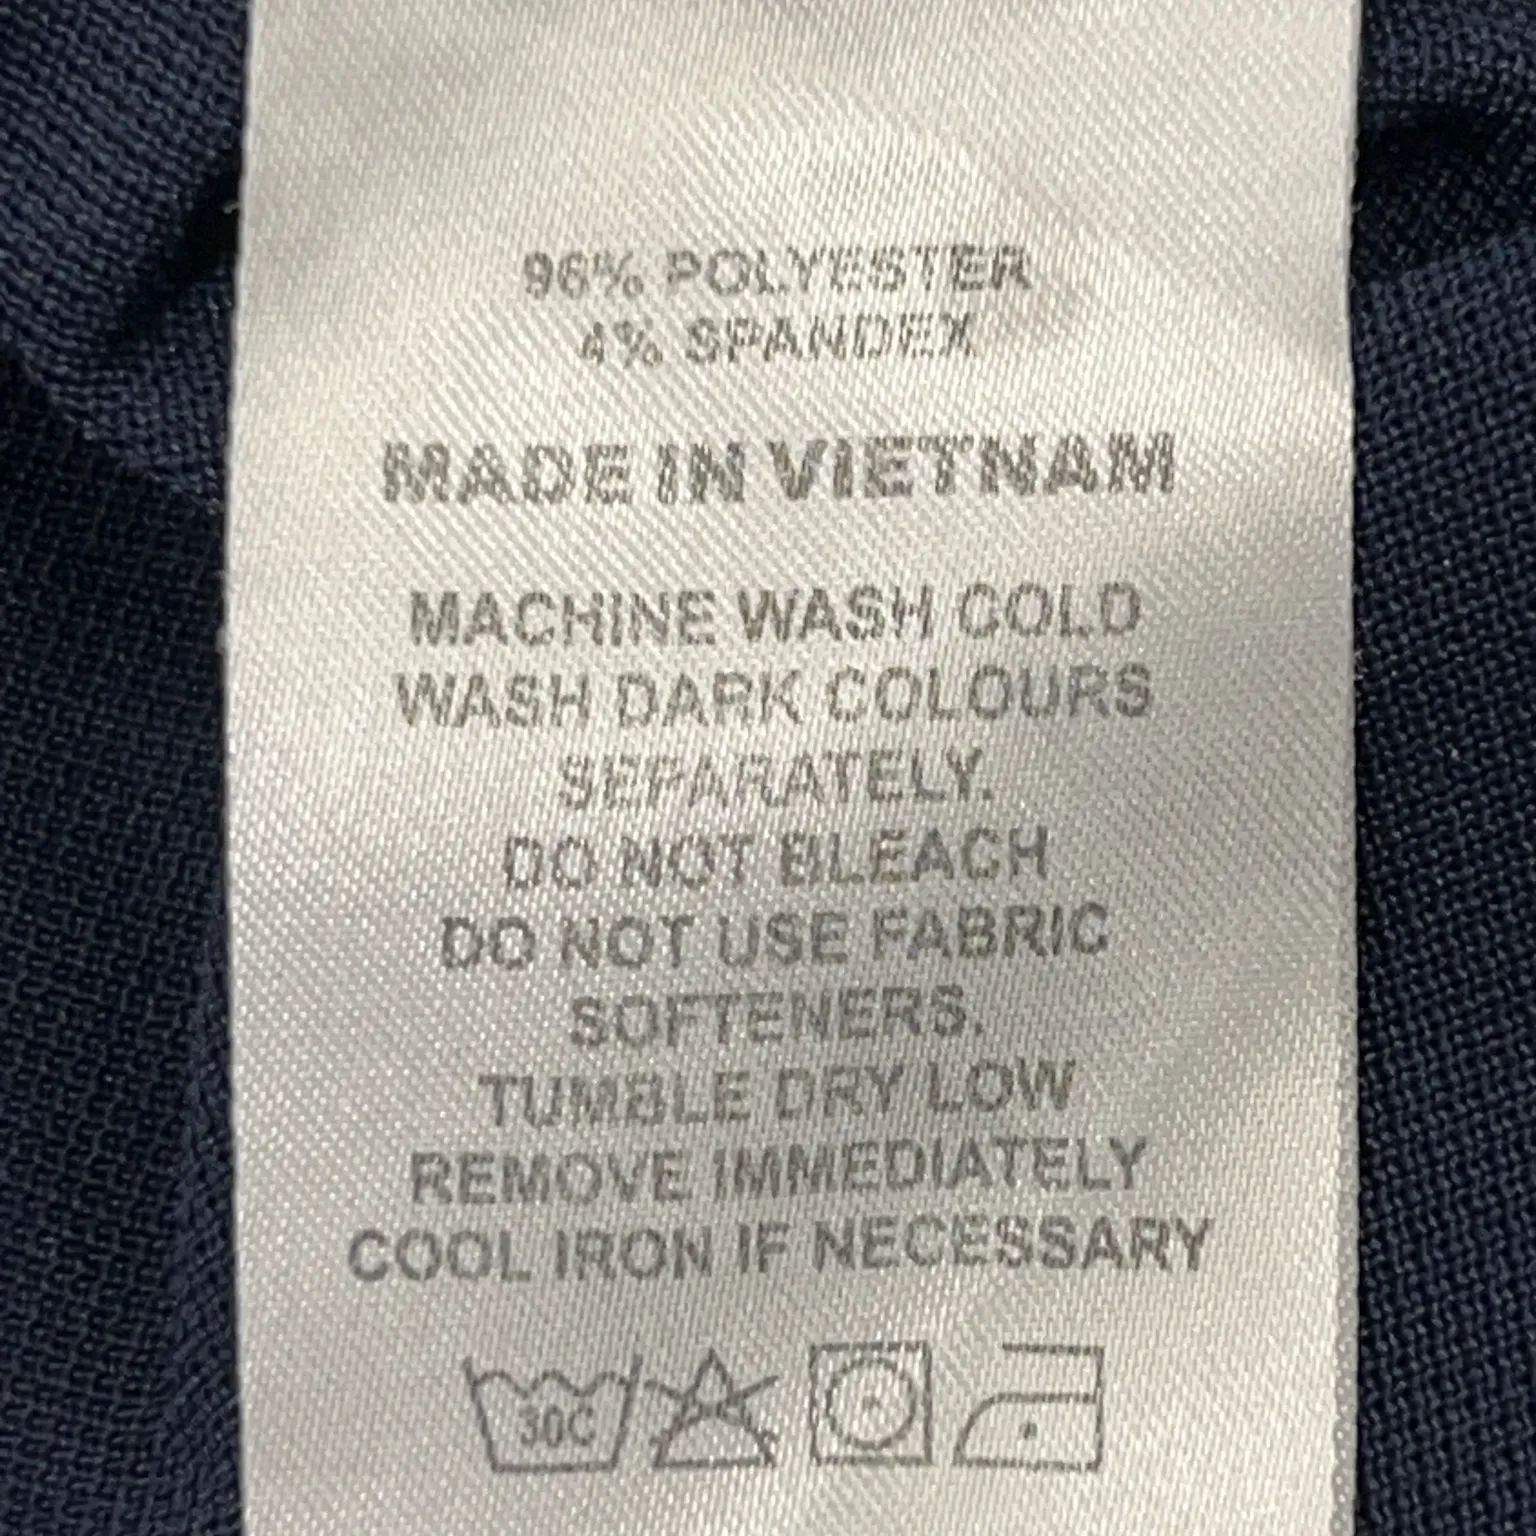 96% POLYESTER
4% SPANDEX
MADE IN VIETNAM
MACHINE WASH COLD
WASH DARK COLOURS
SEPARATELY.
DO NOT BLEACH
DO NOT USE FABRIC
SOFTENERS.
TUMBLE DRY LOW
REMOVE IMMEDIATELY
COOL IRON IF NECESSARY
30C